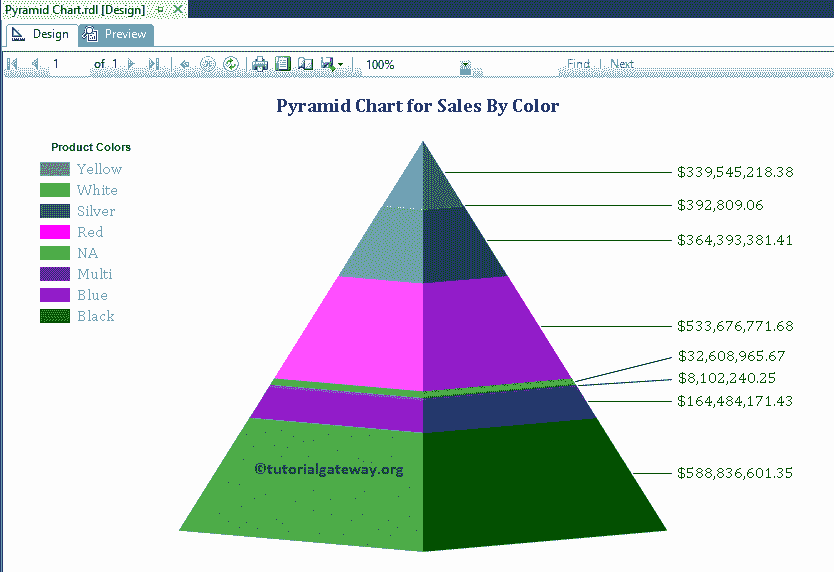 Pyramid Chart.rdl [Design]
Design Preview
1 of 1 100% Find | Next
Pyramid Chart for Sales By Color
Product Colors
Yellow
White
Silver
Red
NA
Multi
Blue
Black
$339,545,218.38
$392,809.06
$364,393,381.41
$533,676,771.68
$32,608,965.67
$8,102,240.25
$164,484,171.43
$588,836,601.35
©tutorialgateway.org